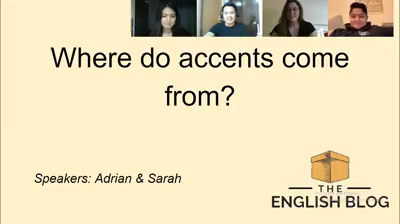 Where do accents come
from?
Speakers: Adrian & Sarah
THE
ENGLISH BLOG